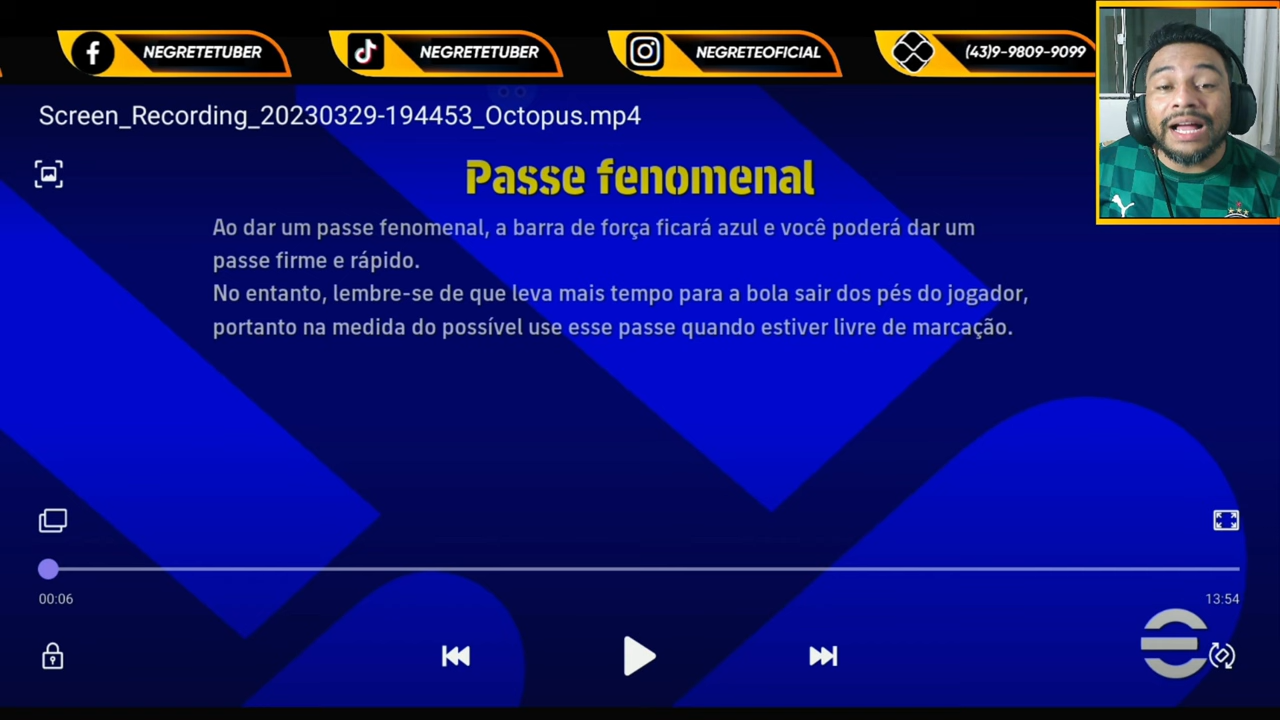 NEGRETETUBER
NEGRETETUBER
NEGRETEOFICIAL
(43)9-9809-9099
Screen_Recording_20230329-194453_Octopus.mp4
Passe fenomenal
Ao dar um passe fenomenal, a barra de força ficará azul e você poderá dar um
passe firme e rápido.
No entanto, lembre-se de que leva mais tempo para a bola sair dos pés do jogador,
portanto na medida do possível use esse passe quando estiver livre de marcação.
00:06
13:54